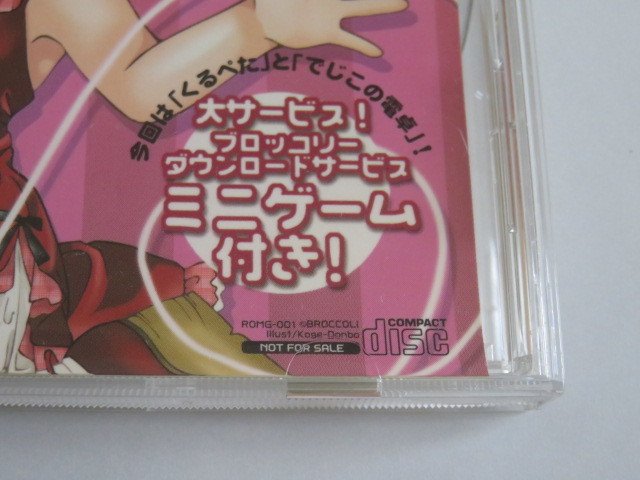 今回は「くるぺた」と「でじこの電卓」!
大サービス!
ブロッコリー
ダウンロードサービス
ミニゲーム
付き!
ROMG-001 ©BROCCOLI
Illust/Koge-Donbo
NOT FOR SALE
COMPACT
disc